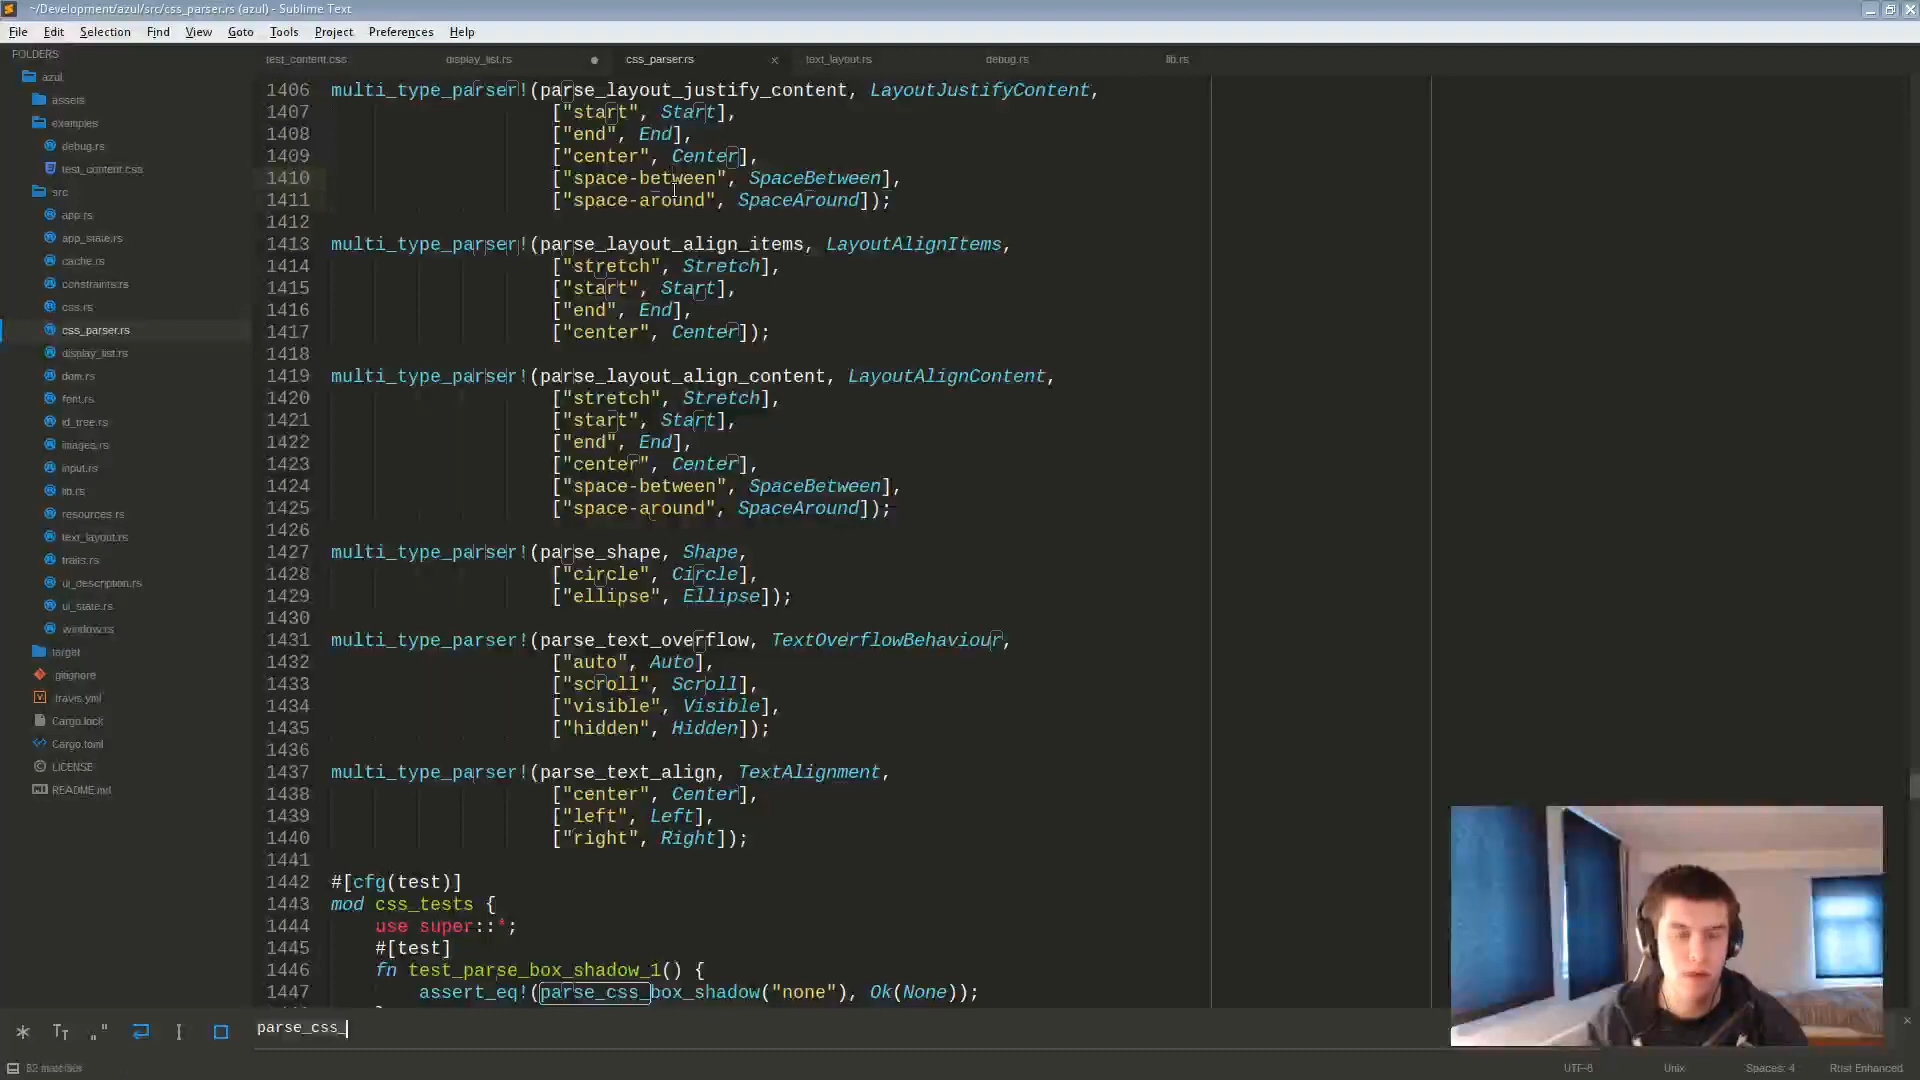 ~/Development/azul/src/css_parser.rs (azul) - Sublime Text
File Edit Selection Find View Goto Tools Project Preferences Help
FOLDERS
azul
assets
examples
debug.rs
test_content.css
src
app.rs
app_state.rs
cache.rs
constraints.rs
css.rs
css_parser.rs
display_list.rs
dom.rs
font.rs
id_tree.rs
images.rs
input.rs
lib.rs
resources.rs
text_layout.rs
traits.rs
ui_description.rs
ui_state.rs
window.rs
target
.gitignore
.travis.yml
Cargo.lock
Cargo.toml
LICENSE
README.md
test_content.css display_list.rs css_parser.rs text_layout.rs debug.rs lib.rs
1406 multi_type_parser!(parse_layout_justify_content, LayoutJustifyContent,
1407 ["start", Start],
1408 ["end", End],
1409 ["center", Center],
1410 ["space-between", SpaceBetween],
1411 ["space-around", SpaceAround]);
1412
1413 multi_type_parser!(parse_layout_align_items, LayoutAlignItems,
1414 ["stretch", Stretch],
1415 ["start", Start],
1416 ["end", End],
1417 ["center", Center]);
1418
1419 multi_type_parser!(parse_layout_align_content, LayoutAlignContent,
1420 ["stretch", Stretch],
1421 ["start", Start],
1422 ["end", End],
1423 ["center", Center],
1424 ["space-between", SpaceBetween],
1425 ["space-around", SpaceAround]);
1426
1427 multi_type_parser!(parse_shape, Shape,
1428 ["circle", Circle],
1429 ["ellipse", Ellipse]);
1430
1431 multi_type_parser!(parse_text_overflow, TextOverflowBehaviour,
1432 ["auto", Auto],
1433 ["scroll", Scroll],
1434 ["visible", Visible],
1435 ["hidden", Hidden]);
1436
1437 multi_type_parser!(parse_text_align, TextAlignment,
1438 ["center", Center],
1439 ["left", Left],
1440 ["right", Right]);
1441
1442 #[cfg(test)]
1443 mod css_tests {
1444 use super::*;
1445 #[test]
1446 fn test_parse_box_shadow_1() {
1447 assert_eq!(parse_css_box_shadow("none"), Ok(None));
parse_css_
52 matches UTF-8 Unix Spaces: 4 Rust Enhanced